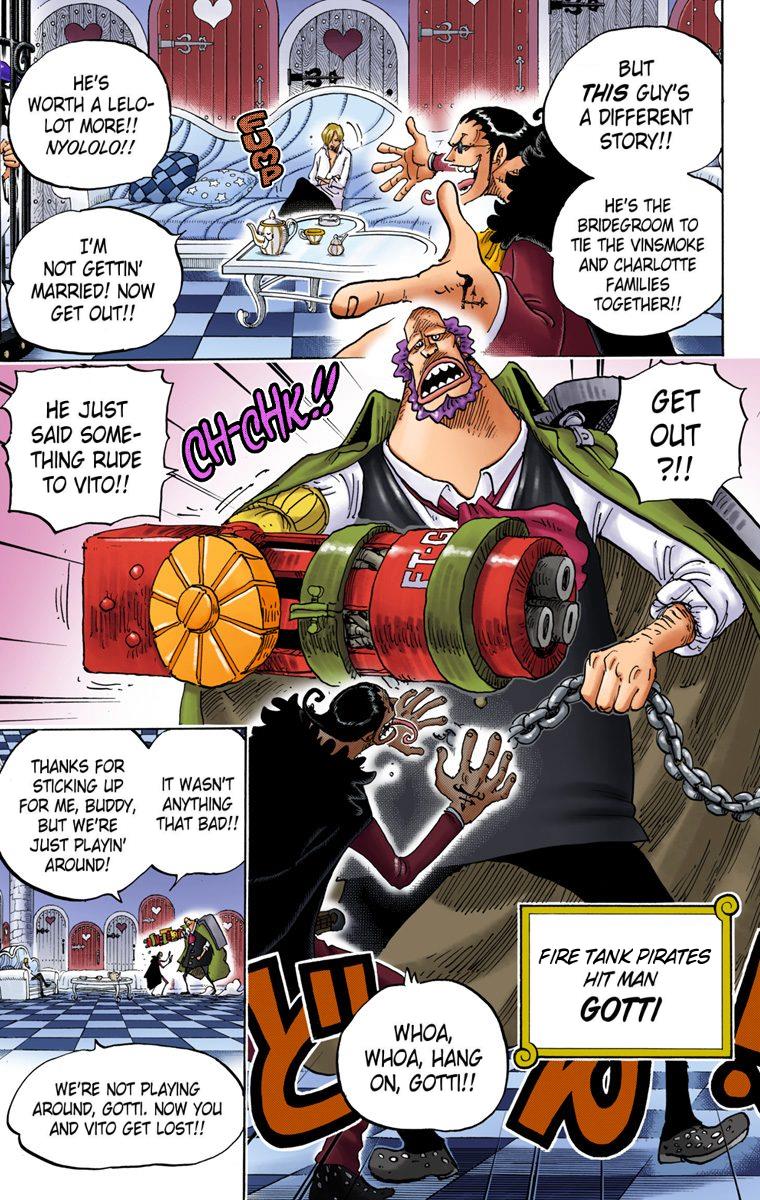 BUT
THIS GUY'S
A DIFFERENT
STORY!!
HE'S THE
BRIDEGROOM TO
TIE THE VINSMOKE
AND CHARLOTTE
FAMILIES
TOGETHER!!
FUMP
HE'S
WORTH A LELO-
LOT MORE!!
NYOLOLO!!
I'M
NOT GETTIN'
MARRIED! NOW
GET OUT!!
GET
OUT
?!!
CH-CHK!!
HE JUST
SAID SOME-
THING RUDE
TO VITO!!
FT-G
FIRE TANK PIRATES
HIT MAN
GOTTI
WHOA,
WHOA, HANG
ON, GOTTI!!
どん!
IT WASN'T
ANYTHING
THAT BAD!!
THANKS FOR
STICKING UP
FOR ME, BUDDY,
BUT WE'RE
JUST PLAYIN'
AROUND!
WE'RE NOT PLAYING
AROUND, GOTTI. NOW YOU
AND VITO GET LOST!!